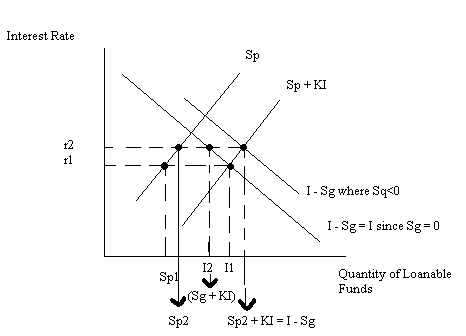 Interest Rate
Sp
Sp + KI
r2
r1
I - Sg where Sq<0
I - Sg = I since Sg = 0
Sp1
I2
I1
Quantity of Loanable
Funds
(Sg + KI)
Sp2
Sp2 + KI = I - Sg